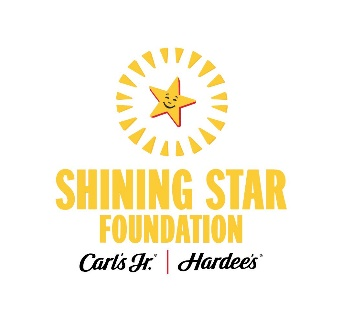 SHINING STAR
FOUNDATION
Carl's Jr.® | Hardee's®